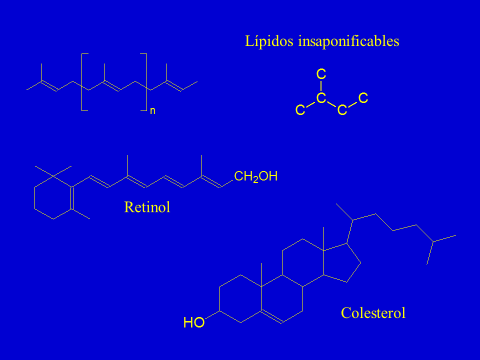 Lípidos insaponificables
n
C
C
C
C
C
CH₂OH
Retinol
HO
Colesterol